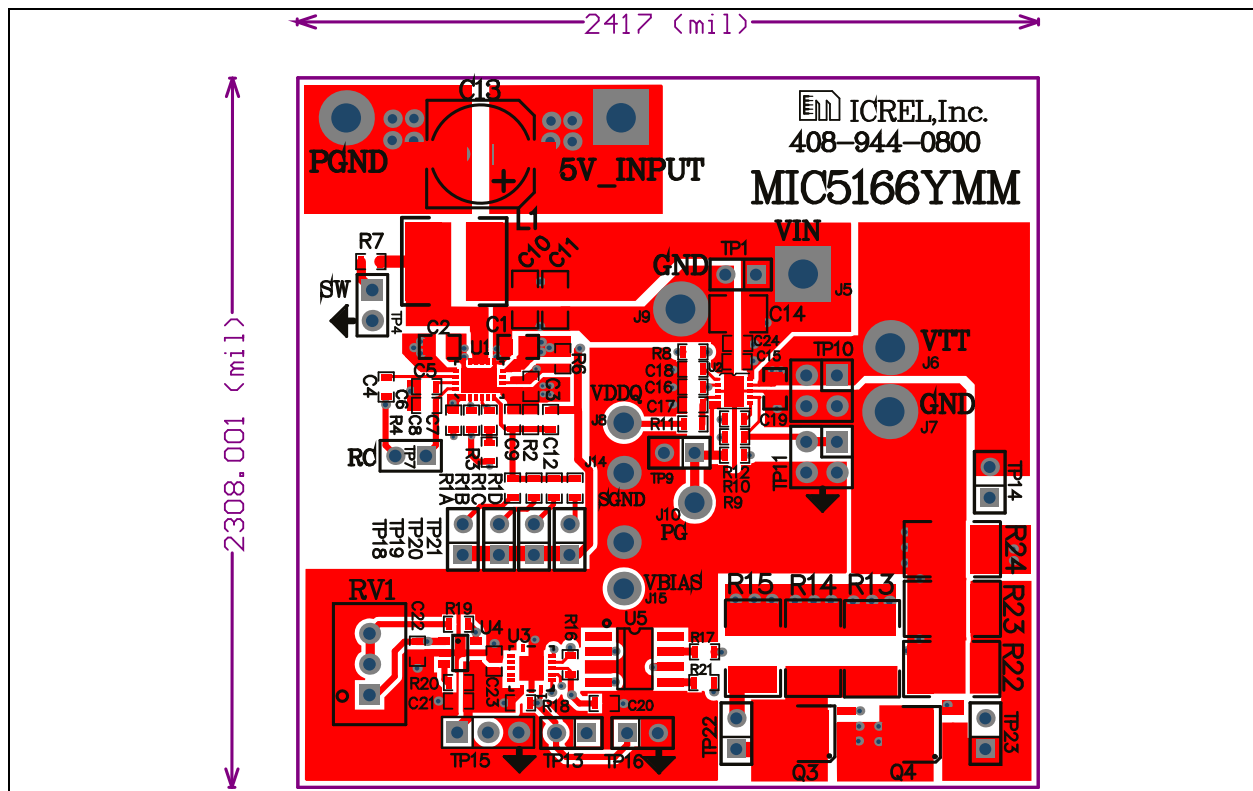 2417 (mil)
2308.001 (mil)
C13
ICREL,Inc.
408-944-0800
MIC5166YMM
PGND
5V_INPUT
L1
VIN
R7
C10
C11
GND
TP1
SW
J5
TP4
J9
C14
C2
C1
U1
C24
C15
TP10
VTT
J6
R6
R8
J2
C18
C16
C17
C4
C5
C3
C6
C8
C7
R4
VDDQ
J8
R11
C19
GND
J7
RC
TP7
R3
C9
R2
C12
J14
TP9
R12
R10
R9
TP11
TP14
R1A
R1B
R1C
R1D
SGND
J10
PG
TP18
TP19
TP20
TP21
R24
RV1
VBIAS
J15
R15
R14
R13
R23
C22
R19
U4
U3
R16
U5
R17
R22
R20
C21
C23
R18
C20
R21
TP15
TP13
TP16
TP22
Q3
Q4
TP23